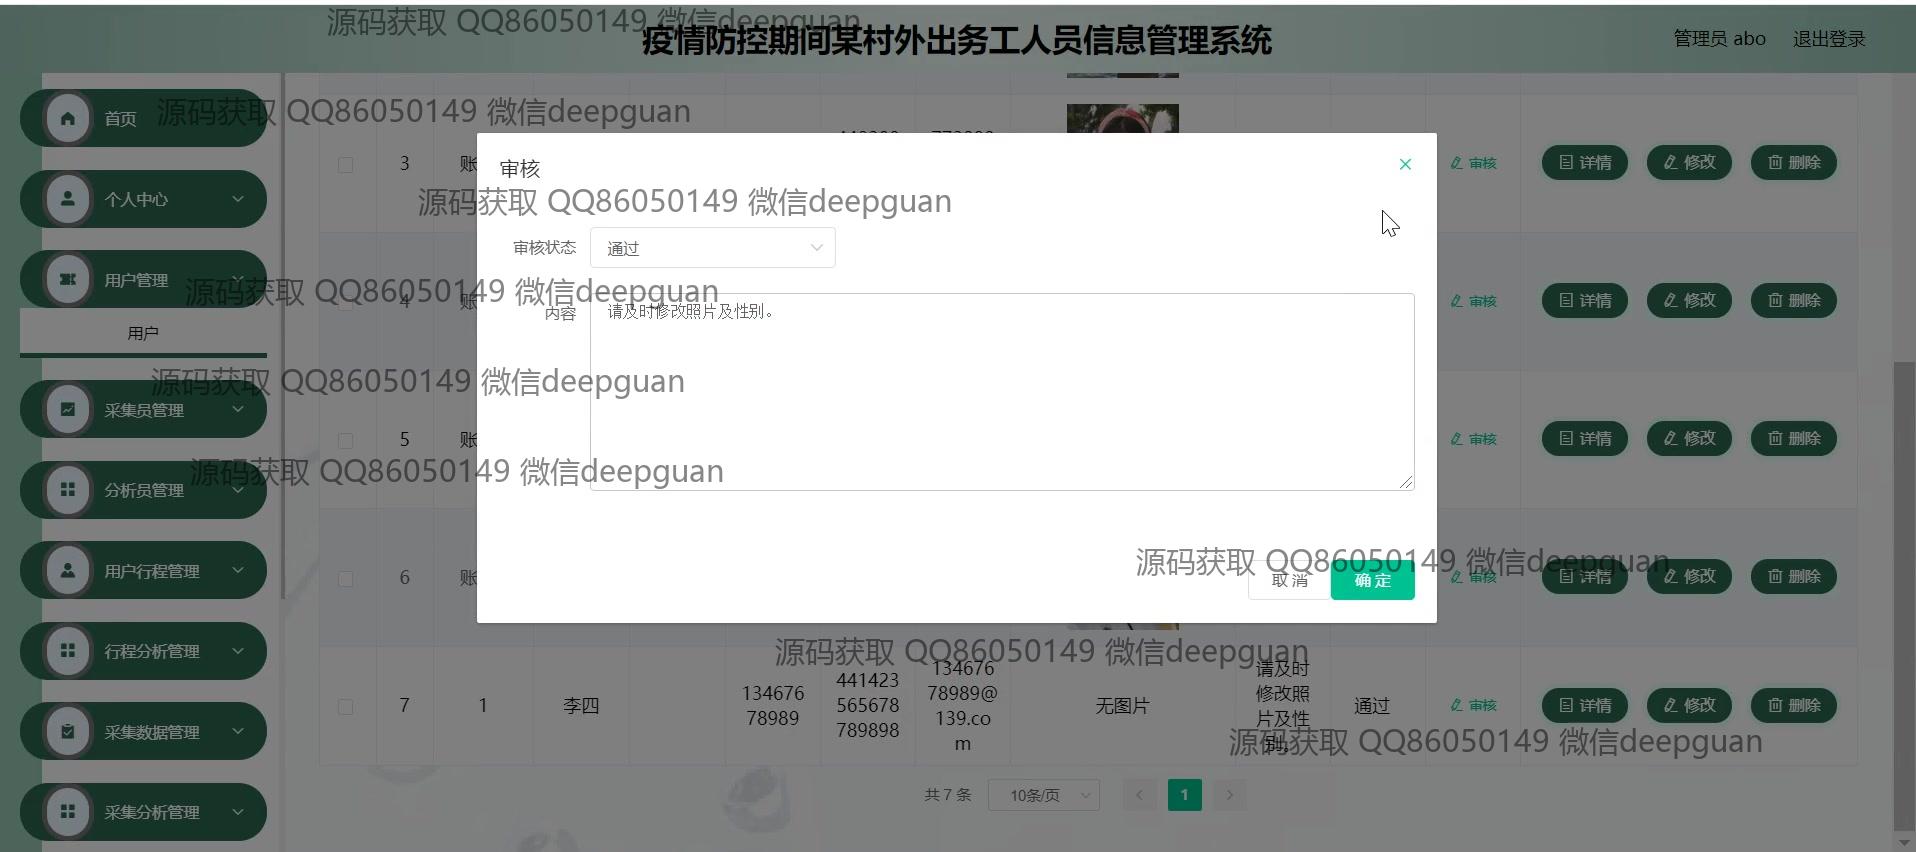 源码获取 QQ86050149 微信deepguan
疫情防控期间某村外出务工人员信息管理系统
管理员 abo
退出登录
首页
源码获取 QQ86050149 微信deepguan
3
账
审核
详情
修改
删除
审核
源码获取 QQ86050149 微信deepguan
个人中心
审核状态
通过
用户管理
源码获取 QQ86050149 微信deepguan
4
账
内容
请及时修改照片及性别。
审核
详情
修改
删除
用户
源码获取 QQ86050149 微信deepguan
采集员管理
5
账
审核
详情
修改
删除
源码获取 QQ86050149 微信deepguan
分析员管理
用户行程管理
6
账
源码获取 QQ86050149 微信deepguan
取消
确定
审核
详情
修改
删除
行程分析管理
源码获取 QQ86050149 微信deepguan
7
1
李四
134676
78989
441423
565678
789898
134676
78989@
139.co
m
无图片
请及时
修改照
片及性
别。
通过
审核
详情
修改
删除
源码获取 QQ86050149 微信deepguan
采集数据管理
共 7 条
10条/页
1
采集分析管理